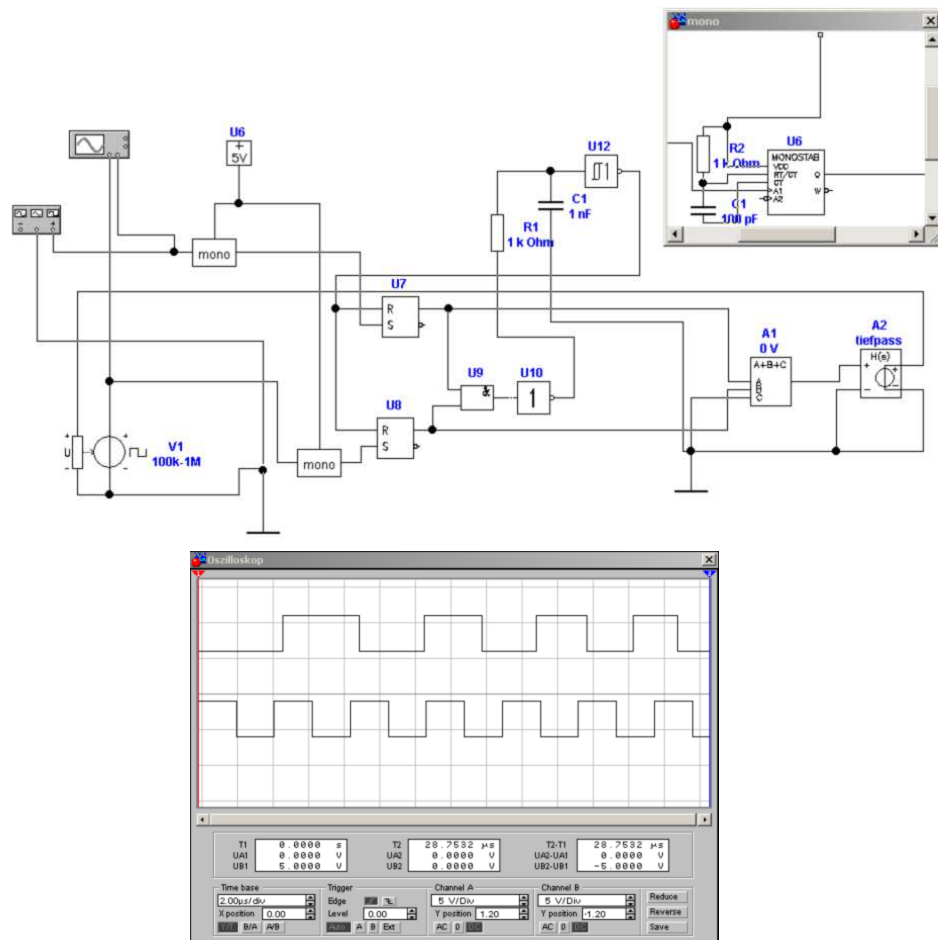 mono
R2
1 k Ohm
C1
100 pF
U6
MONOSTAB
VDD
RT/CT
CT
A1
A2
Q
W
U6
+
5V
U12
C1
1 nF
R1
1 k Ohm
mono
U7
R
S
U9
&
U10
1
U8
R
S
mono
A1
0 V
A+B+C
A
B
C
A2
tiefpass
H(s)
U
V1
100k-1M
Oszilloskop
T1 0.0000 s
UA1 0.0000 V
UB1 5.0000 V
T2 28.7532 µs
UA2 0.0000 V
UB2 0.0000 V
T2-T1 28.7532 µs
UA2-UA1 0.0000 V
UB2-UB1 -5.0000 V
Time base
2.00µs/div
X position 0.00
Y/T B/A A/B
Trigger
Edge
Level 0.00
Auto A B Ext
Channel A
5 V/Div
Y position 1.20
AC 0 DC
Channel B
5 V/Div
Y position -1.20
AC 0 DC
Reduce
Reverse
Save